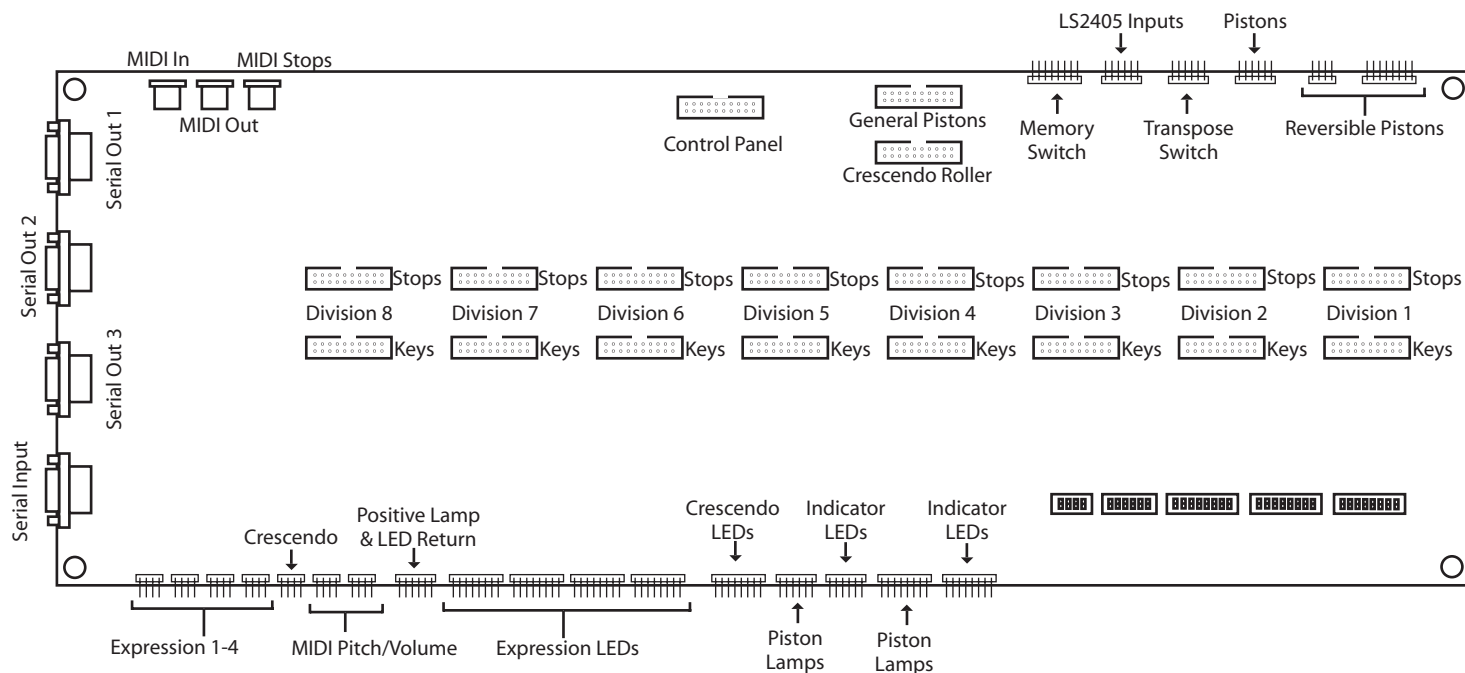 LS2405 Inputs
Pistons
MIDI In
MIDI Stops
MIDI Out
Serial Out 1
Control Panel
General Pistons
Crescendo Roller
Memory
Switch
Transpose
Switch
Reversible Pistons
Serial Out 2
Stops
Stops
Stops
Stops
Stops
Stops
Stops
Stops
Division 8
Division 7
Division 6
Division 5
Division 4
Division 3
Division 2
Division 1
Keys
Keys
Keys
Keys
Keys
Keys
Keys
Keys
Serial Out 3
Serial Input
Crescendo
Positive Lamp
& LED Return
Crescendo
LEDs
Indicator
LEDs
Indicator
LEDs
Expression 1-4
MIDI Pitch/Volume
Expression LEDs
Piston
Lamps
Piston
Lamps